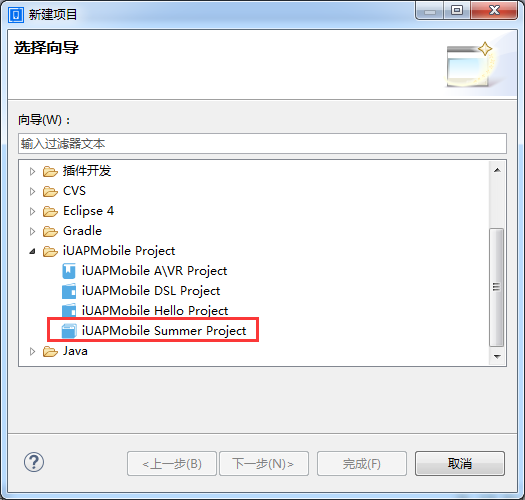 新建项目
选择向导
向导(W)：
输入过滤器文本
插件开发
CVS
Eclipse 4
Gradle
iUAPMobile Project
iUAPMobile A\VR Project
iUAPMobile DSL Project
iUAPMobile Hello Project
iUAPMobile Summer Project
Java
?
<上一步(B) 下一步(N)> 完成(F) 取消